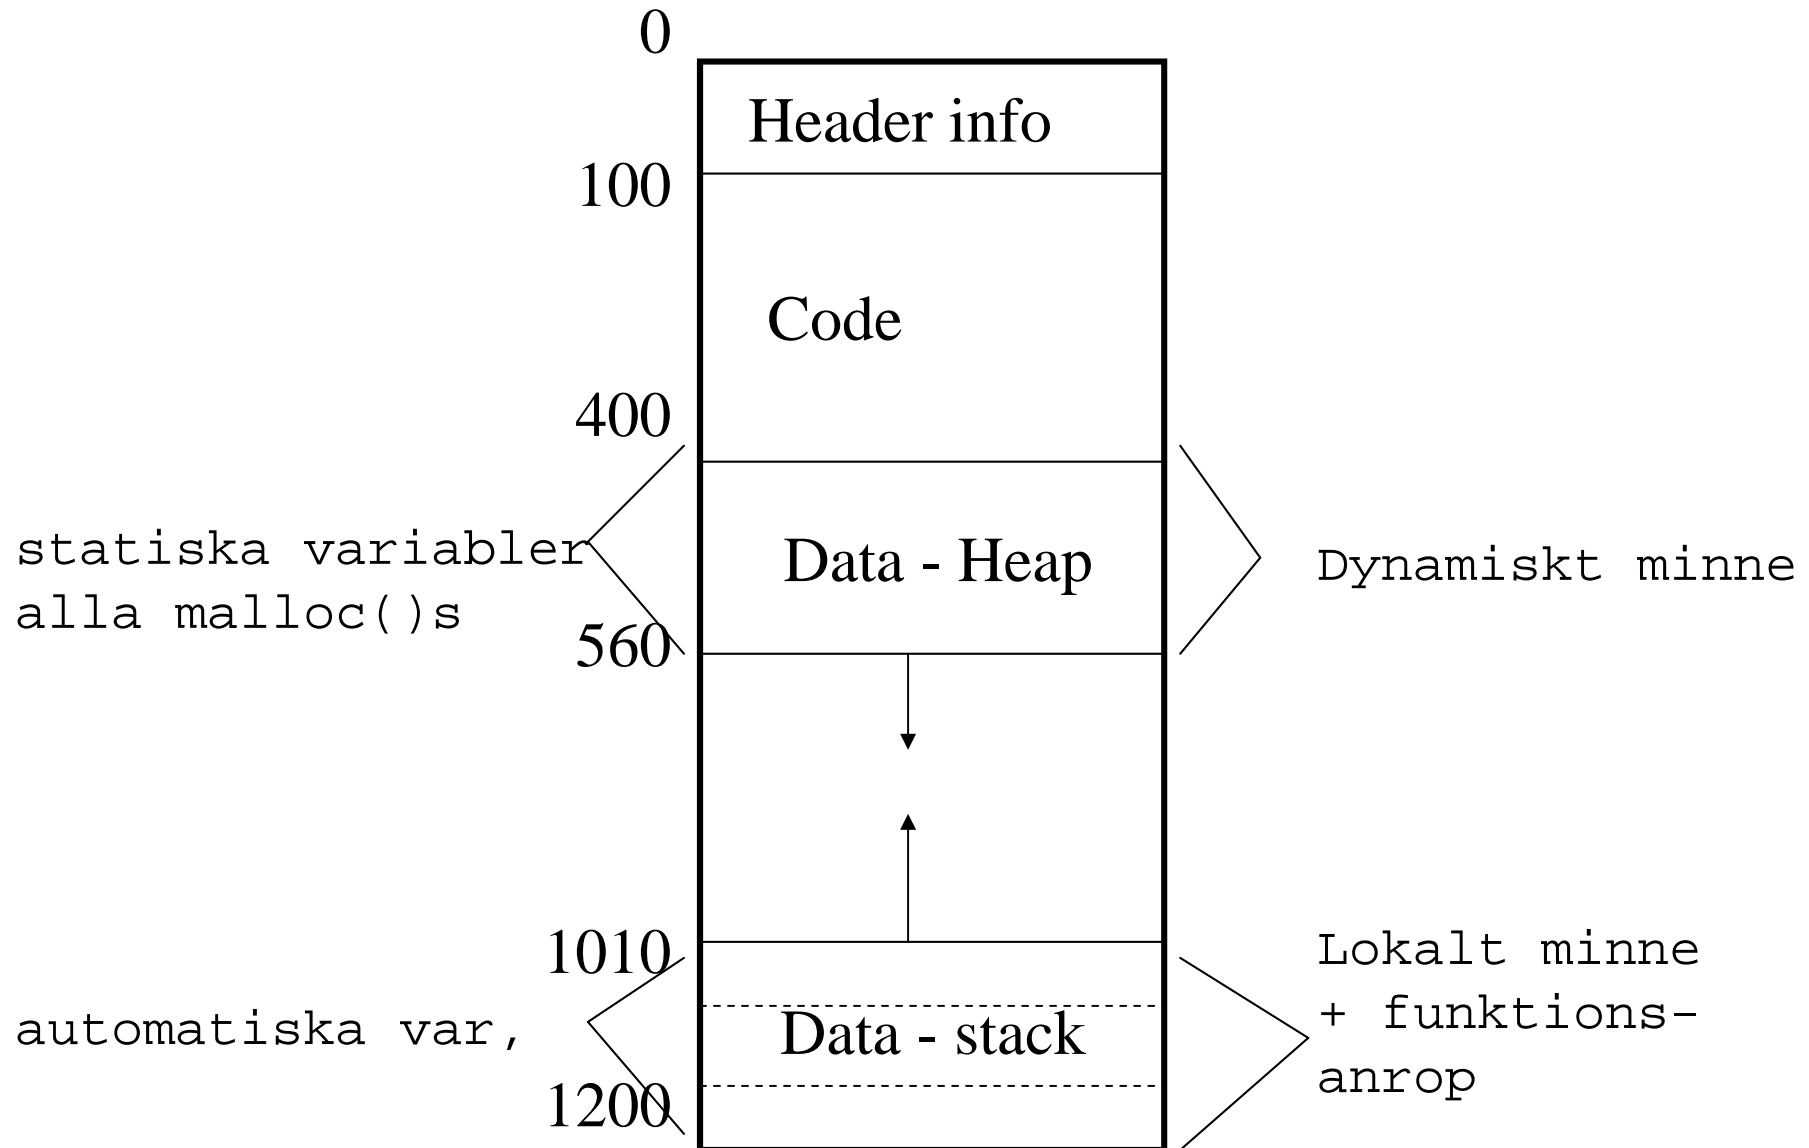 0
Header info
100
Code
400
statiska variabler
alla malloc()s
Data - Heap
Dynamiskt minne
560
1010
Lokalt minne
+ funktions-
anrop
automatiska var,
Data - stack
1200